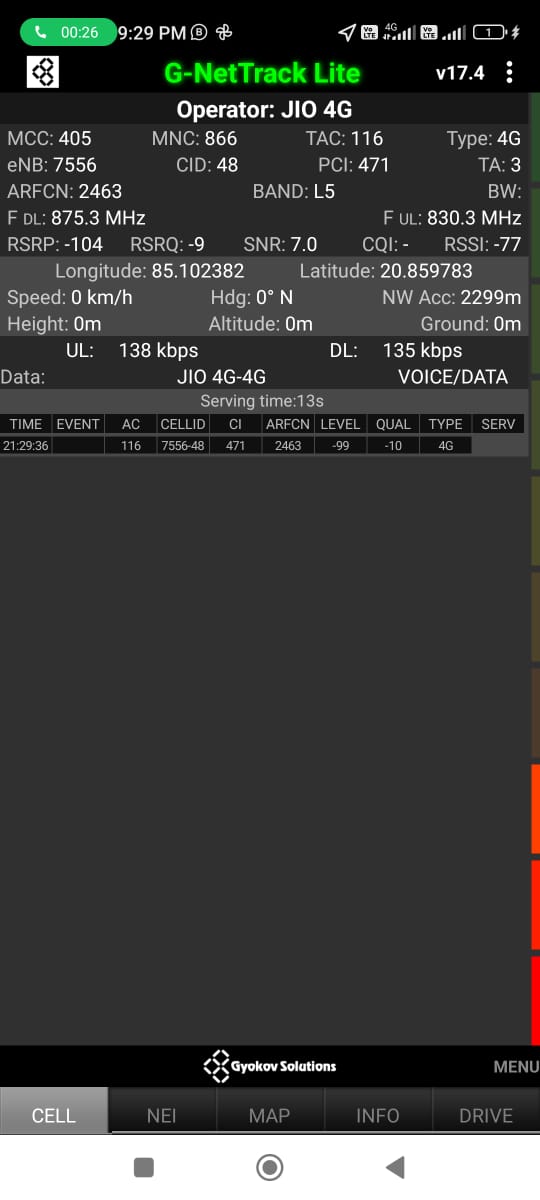 00:26 9:29 PM B Vo LTE 4G Vo LTE 1
G-NetTrack Lite v17.4
Operator: JIO 4G
MCC: 405 MNC: 866 TAC: 116 Type: 4G
eNB: 7556 CID: 48 PCI: 471 TA: 3
ARFCN: 2463 BAND: L5 BW:
F DL: 875.3 MHz F UL: 830.3 MHz
RSRP: -104 RSRQ: -9 SNR: 7.0 CQI: - RSSI: -77
Longitude: 85.102382 Latitude: 20.859783
Speed: 0 km/h Hdg: 0° N NW Acc: 2299m
Height: 0m Altitude: 0m Ground: 0m
UL: 138 kbps DL: 135 kbps
Data: JIO 4G-4G VOICE/DATA
Serving time:13s
TIME EVENT AC CELLID CI ARFCN LEVEL QUAL TYPE SERV
21:29:36 116 7556-48 471 2463 -99 -10 4G
Gyokov Solutions MENU
CELL NEI MAP INFO DRIVE